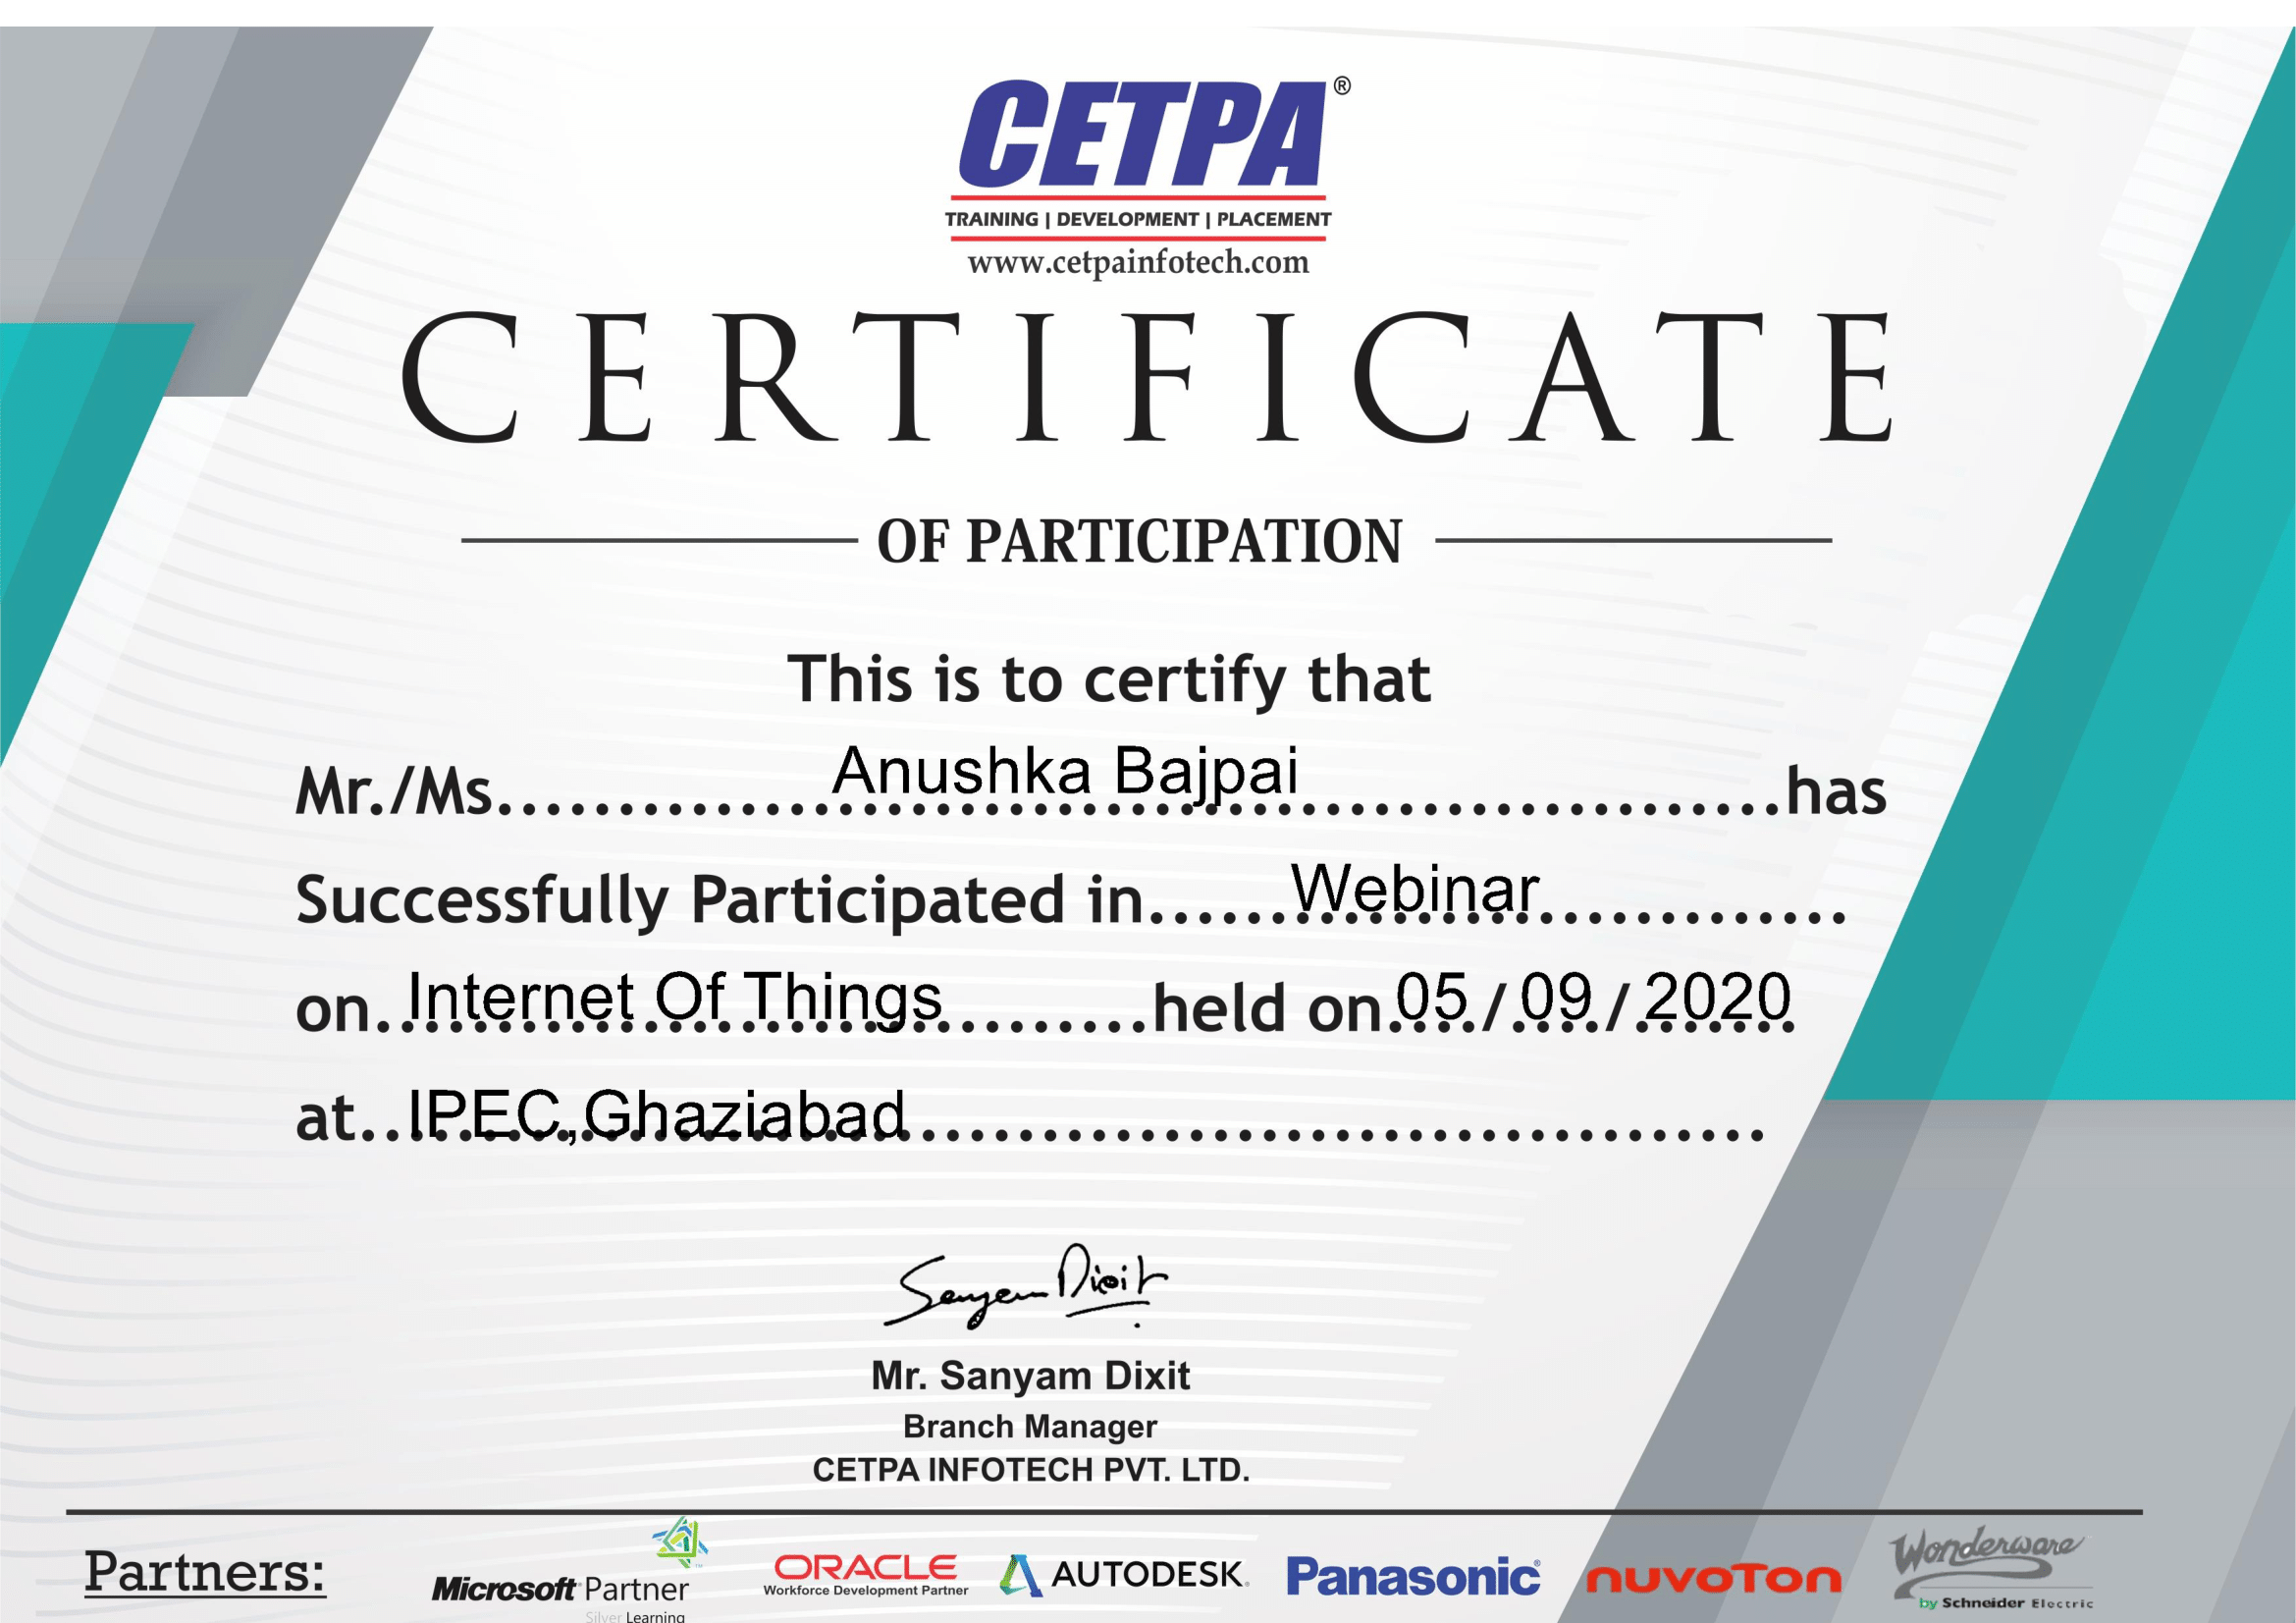 CETPA®
TRAINING | DEVELOPMENT | PLACEMENT
www.cetpainfotech.com
CERTIFICATE
OF PARTICIPATION
This is to certify that
Mr./Ms. Anushka Bajpai has
Successfully Participated in Webinar
on Internet Of Things held on 05/09/2020
at IPEC,Ghaziabad
Sanyam Dixit
Mr. Sanyam Dixit
Branch Manager
CETPA INFOTECH PVT. LTD.
Partners:
Microsoft Partner
Silver Learning
ORACLE
Workforce Development Partner
AUTODESK.
Panasonic
nuvoTon
Wonderware
by Schneider Electric